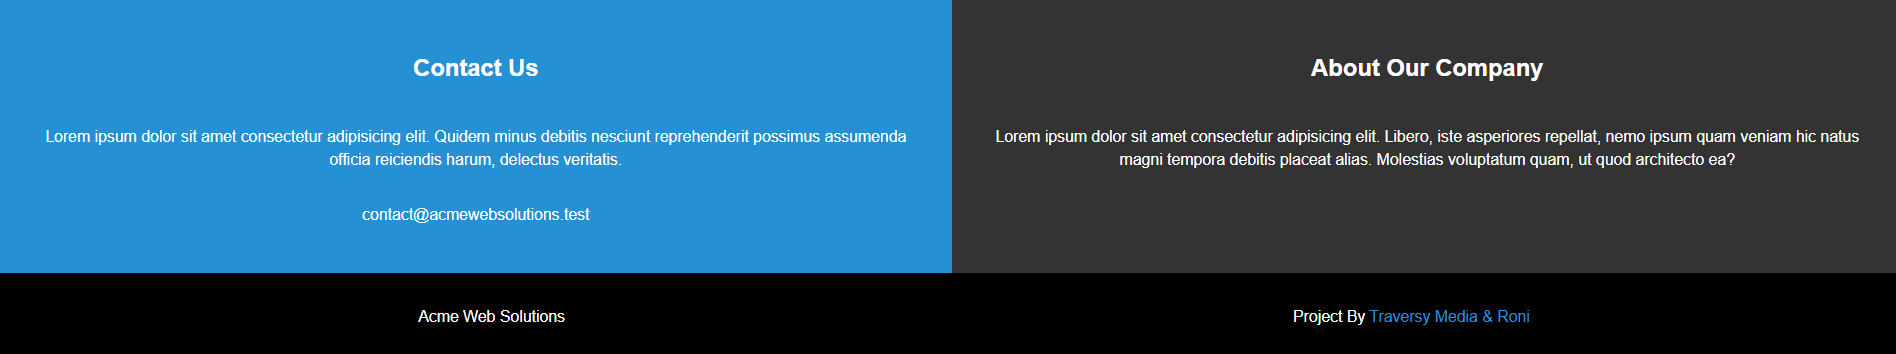 Contact Us
Lorem ipsum dolor sit amet consectetur adipisicing elit. Quidem minus debitis nesciunt reprehenderit possimus assumenda
officia reiciendis harum, delectus veritatis.
contact@acmewebsolutions.test
About Our Company
Lorem ipsum dolor sit amet consectetur adipisicing elit. Libero, iste asperiores repellat, nemo ipsum quam veniam hic natus
magni tempora debitis placeat alias. Molestias voluptatum quam, ut quod architecto ea?
Acme Web Solutions
Project By Traversy Media & Roni